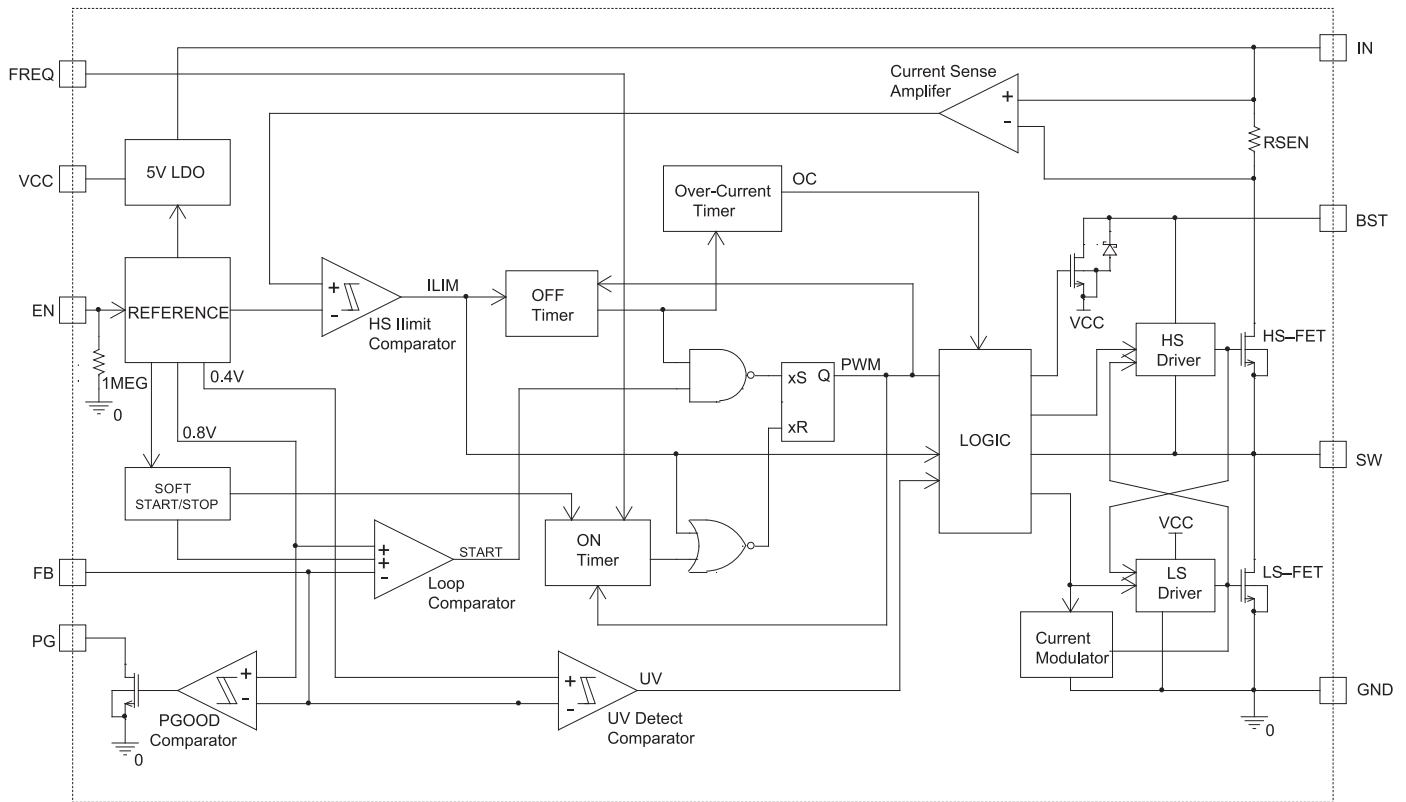 IN
FREQ
Current Sense
Amplifer
+
-
RSEN
5V LDO
VCC
Over-Current
Timer
OC
BST
REFERENCE
EN
+
-
ILIM
HS Ilimit
Comparator
OFF
Timer
VCC
HS
Driver
HS–FET
1MEG
0
0.4V
0.8V
xS
Q
PWM
xR
LOGIC
SW
SOFT
START/STOP
ON
Timer
VCC
+
+
-
START
Loop
Comparator
FB
LS
Driver
LS–FET
PG
Current
Modulator
+
-
PGOOD
Comparator
0
+
-
UV
UV Detect
Comparator
GND
0